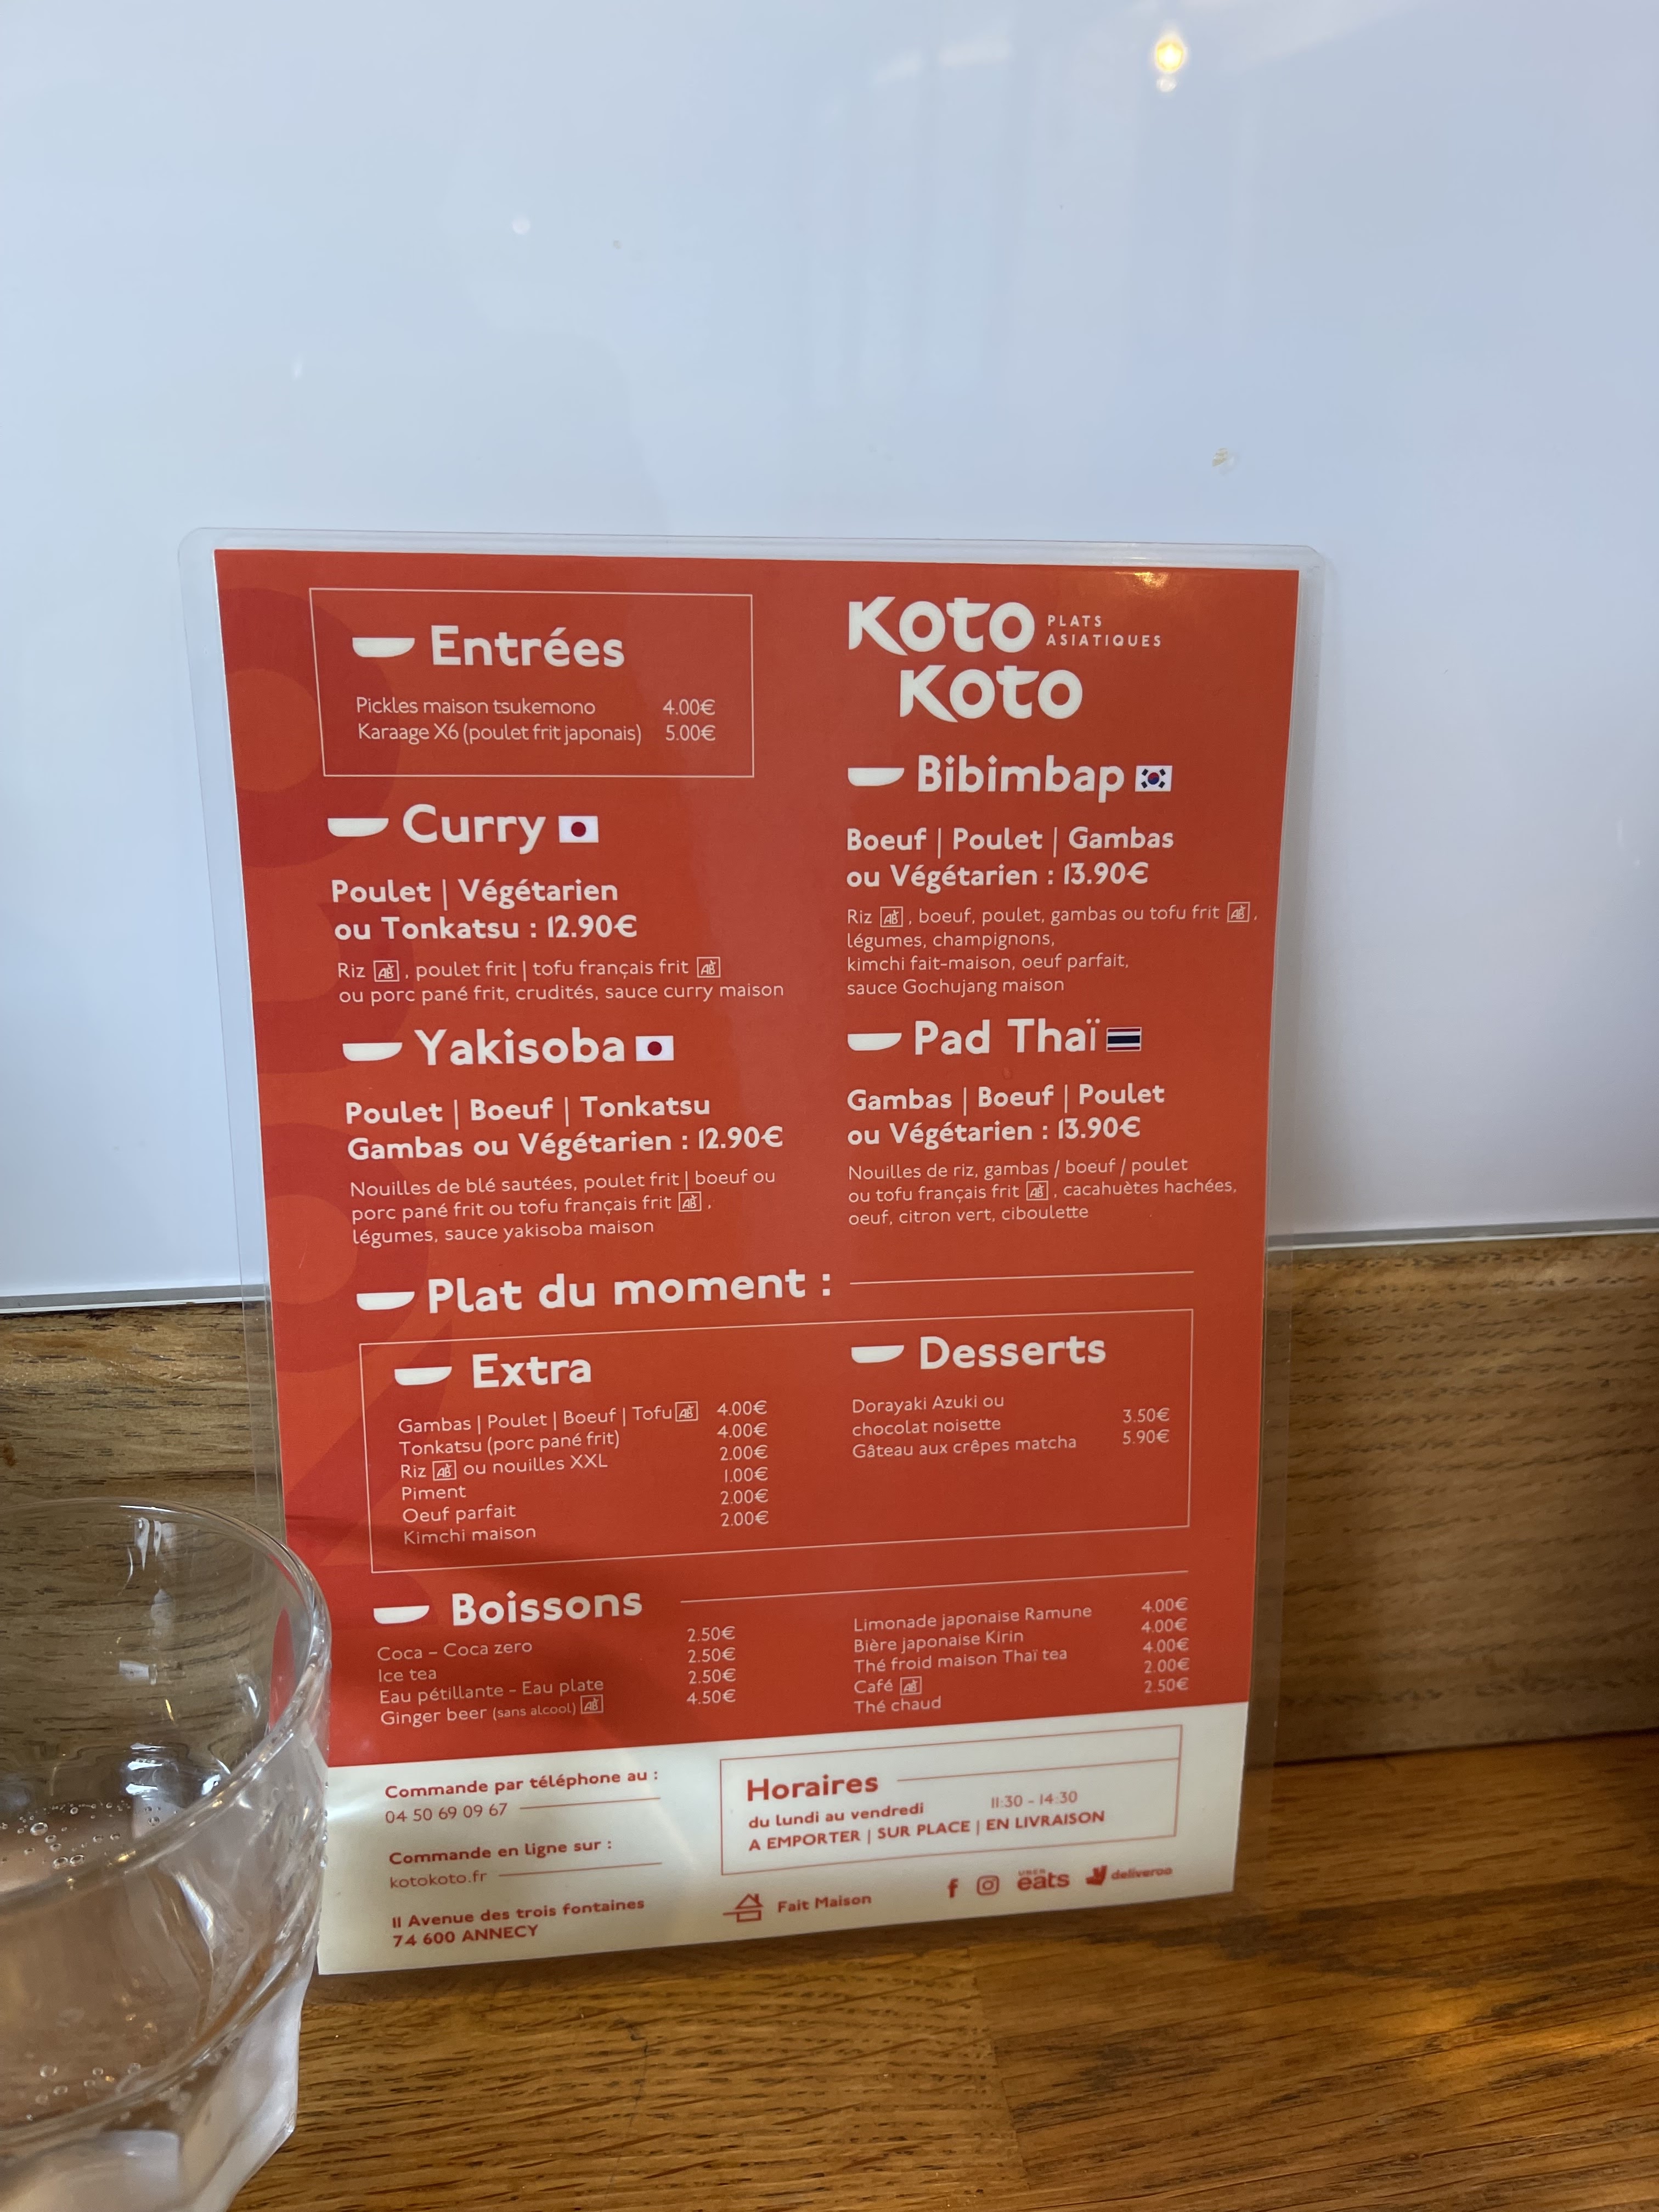 Entrées
Pickles maison tsukemono 4.00€
Karaage X6 (poulet frit japonais) 5.00€
Curry
Poulet | Végétarien
ou Tonkatsu : 12.90€
Riz AB, poulet frit | tofu français frit AB
ou porc pané frit, crudités, sauce curry maison
Yakisoba
Poulet | Boeuf | Tonkatsu
Gambas ou Végétarien : 12.90€
Nouilles de blé sautées, poulet frit | boeuf ou
porc pané frit ou tofu français frit AB,
légumes, sauce yakisoba maison
Koto PLATS
ASIATIQUES
Koto
Bibimbap
Boeuf | Poulet | Gambas
ou Végétarien : 13.90€
Riz AB, boeuf, poulet, gambas ou tofu frit AB,
légumes, champignons,
kimchi fait-maison, oeuf parfait,
sauce Gochujang maison
Pad Thaï
Gambas | Boeuf | Poulet
ou Végétarien : 13.90€
Nouilles de riz, gambas / boeuf / poulet
ou tofu français frit AB, cacahuètes hachées,
oeuf, citron vert, ciboulette
Plat du moment :
Extra
Gambas | Poulet | Boeuf | Tofu AB 4.00€
Tonkatsu (porc pané frit) 4.00€
Riz AB ou nouilles XXL 2.00€
Piment 1.00€
Oeuf parfait 2.00€
Kimchi maison 2.00€
Desserts
Dorayaki Azuki ou
chocolat noisette 3.50€
Gâteau aux crêpes matcha 5.90€
Boissons
Coca – Coca zero 2.50€
Ice tea 2.50€
Eau pétillante - Eau plate 2.50€
Ginger beer (sans alcool) AB 4.50€
Limonade japonaise Ramune 4.00€
Bière japonaise Kirin 4.00€
Thé froid maison Thaï tea 4.00€
Café AB 2.00€
Thé chaud 2.50€
Commande par téléphone au :
04 50 69 09 67
Commande en ligne sur :
kotokoto.fr
11 Avenue des trois fontaines
74 600 ANNECY
Horaires
du lundi au vendredi 11:30 - 14:30
A EMPORTER | SUR PLACE | EN LIVRAISON
Fait Maison
f UBER eats deliveroo